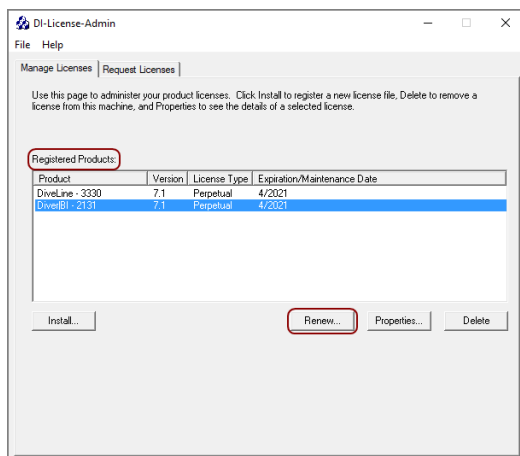 DI-License-Admin
File Help
Manage Licenses Request Licenses
Use this page to administer your product licenses. Click Install to register a new license file, Delete to remove a
license from this machine, and Properties to see the details of a selected license.
Registered Products:
Product Version License Type Expiration/Maintenance Date
DiveLine - 3330 7.1 Perpetual 4/2021
Diver|BI - 2131 7.1 Perpetual 4/2021
Install... Renew... Properties... Delete